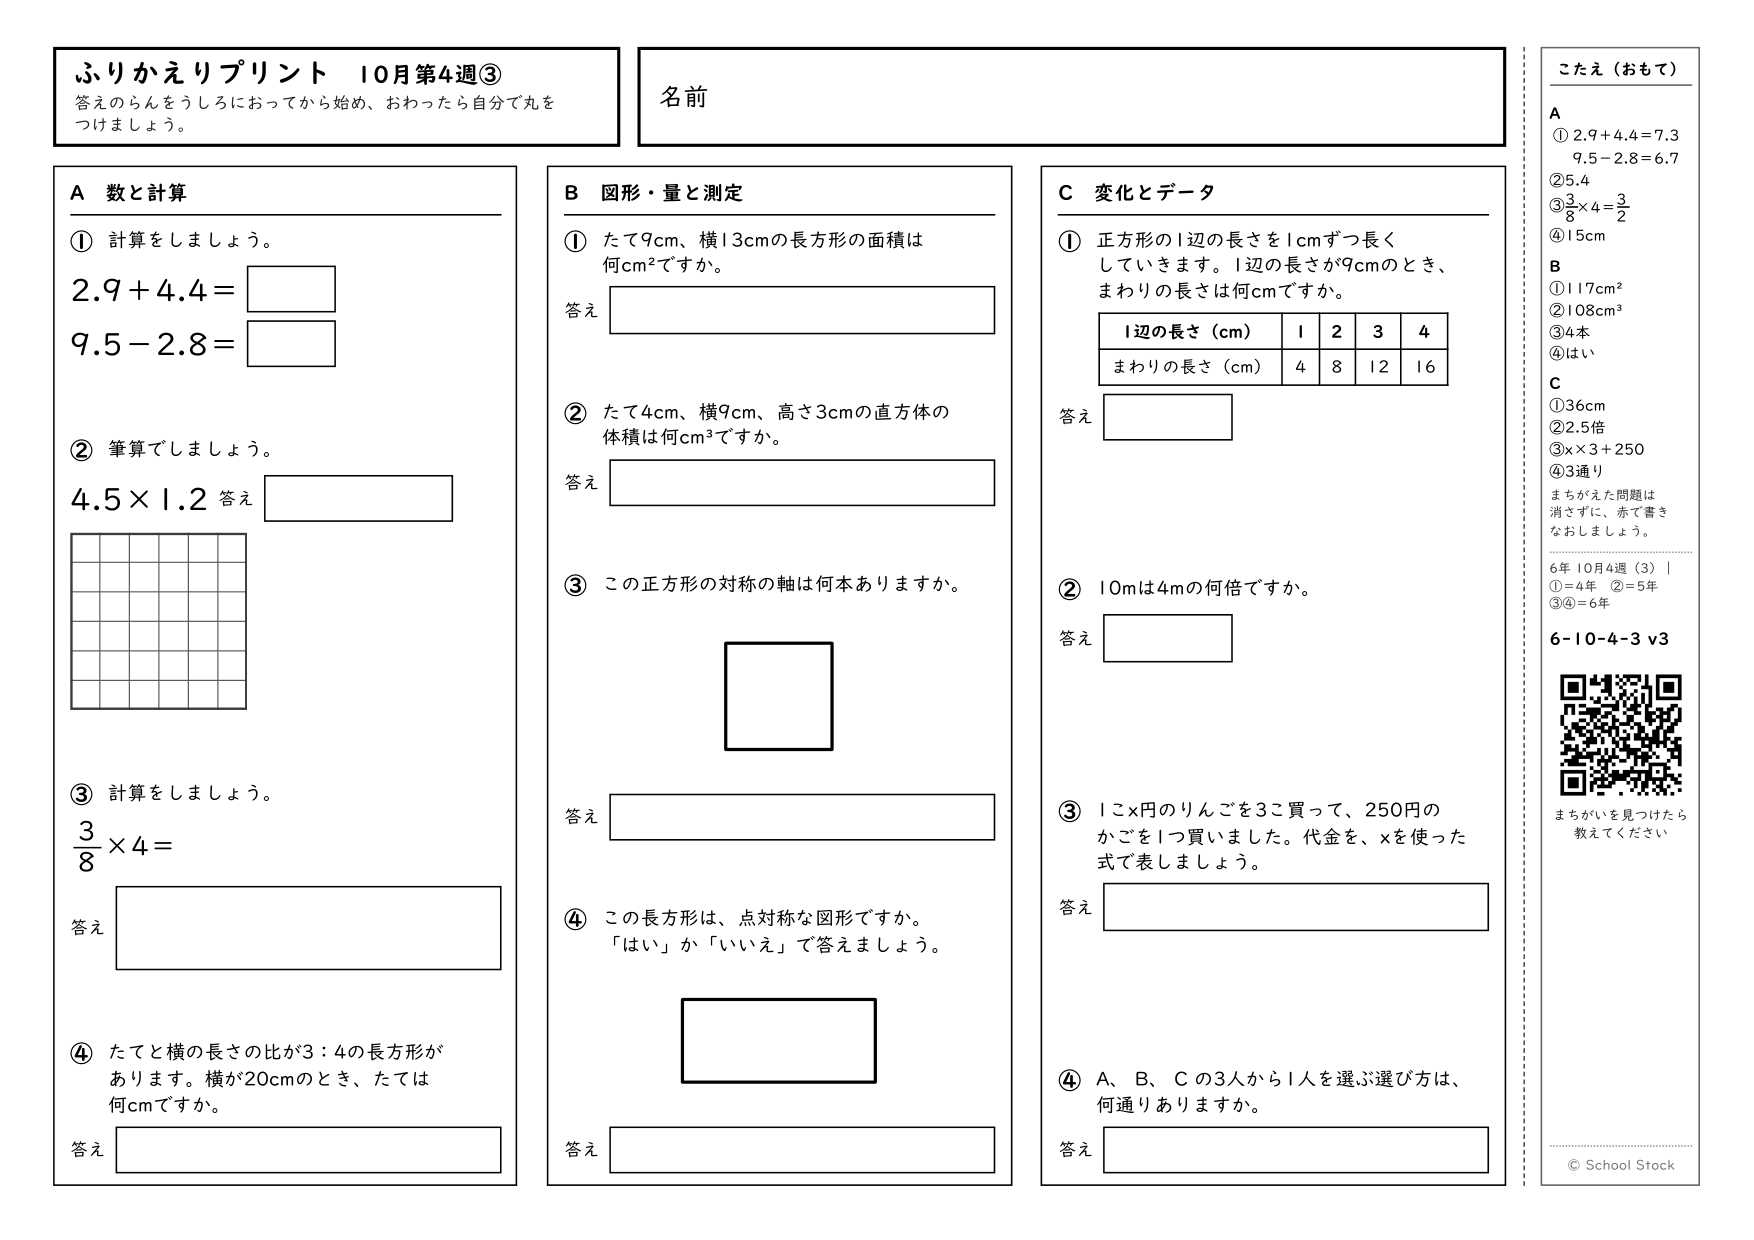 ふりかえりプリント　10月第4週③
答えのらんをうしろにおってから始め、おわったら自分で丸を
つけましょう。
名前
A　数と計算
① 計算をしましょう。
2.9＋4.4＝
9.5－2.8＝
② 筆算でしましょう。
4.5×1.2 答え
③ 計算をしましょう。
3/8×4＝
答え
④ たてと横の長さの比が3：4の長方形が
あります。横が20cmのとき、たては
何cmですか。
答え
B　図形・量と測定
① たて9cm、横13cmの長方形の面積は
何cm²ですか。
答え
② たて4cm、横9cm、高さ3cmの直方体の
体積は何cm³ですか。
答え
③ この正方形の対称の軸は何本ありますか。
答え
④ この長方形は、点対称な図形ですか。
「はい」か「いいえ」で答えましょう。
答え
C　変化とデータ
① 正方形の1辺の長さを1cmずつ長く
していきます。1辺の長さが9cmのとき、
まわりの長さは何cmですか。
1辺の長さ（cm） 1 2 3 4
まわりの長さ（cm） 4 8 12 16
答え
② 10mは4mの何倍ですか。
答え
③ 1こx円のりんごを3こ買って、250円の
かごを1つ買いました。代金を、xを使った
式で表しましょう。
答え
④ A、 B、 C の3人から1人を選ぶ選び方は、
何通りありますか。
答え
こたえ（おもて）
A
① 2.9＋4.4＝7.3
9.5－2.8＝6.7
②5.4
③3/8×4＝3/2
④15cm
B
①117cm²
②108cm³
③4本
④はい
C
①36cm
②2.5倍
③x×3＋250
④3通り
まちがえた問題は
消さずに、赤で書き
なおしましょう。
6年 10月4週（3）｜
①＝4年　②＝5年
③④＝6年
6-10-4-3 v3
まちがいを見つけたら
教えてください
© School Stock